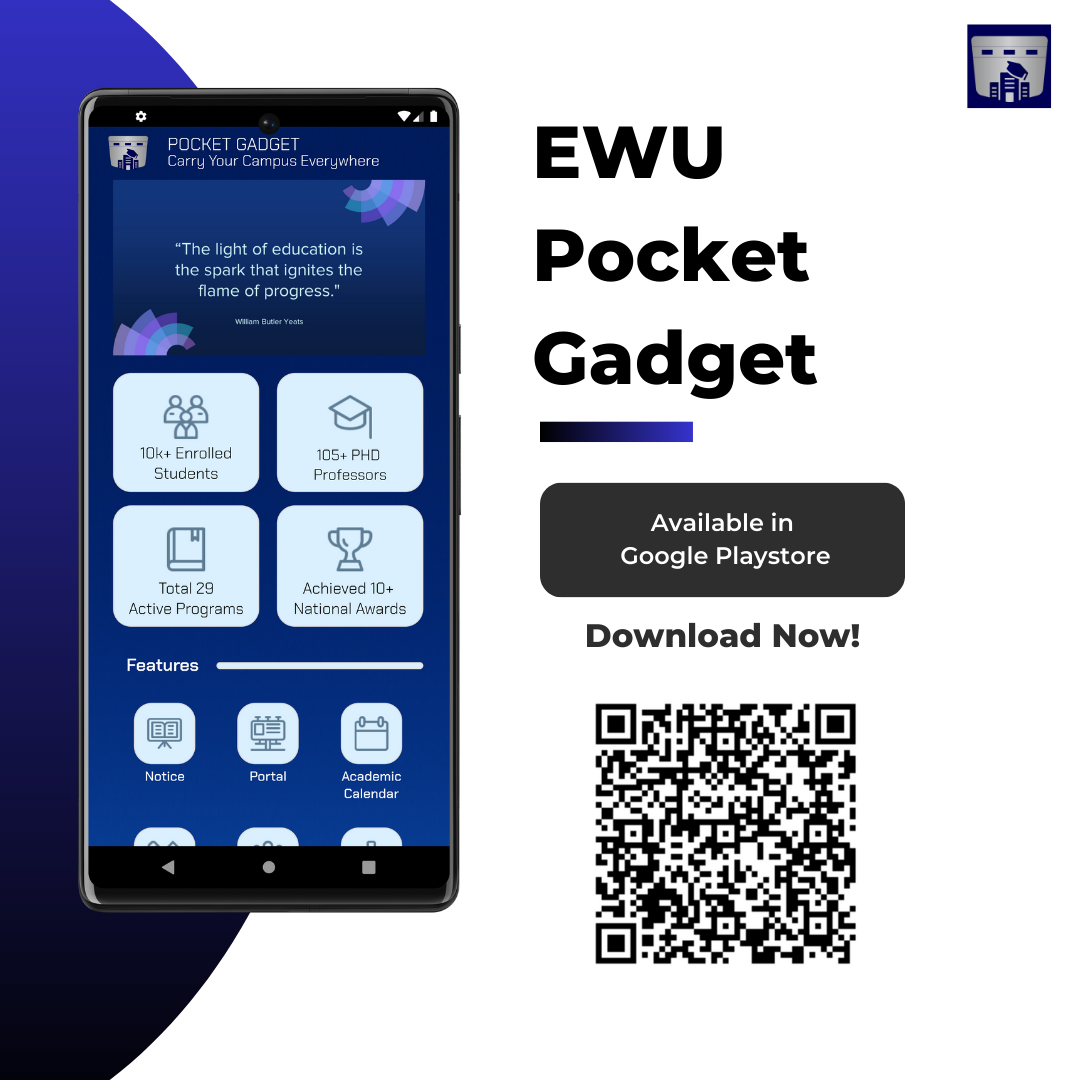 POCKET GADGET
Carry Your Campus Everywhere
“The light of education is
the spark that ignites the
flame of progress."
William Butler Yeats
10k+ Enrolled
Students
105+ PHD
Professors
Total 29
Active Programs
Achieved 10+
National Awards
Features
Notice
Portal
Academic
Calendar
EWU
Pocket
Gadget
Available in
Google Playstore
Download Now!